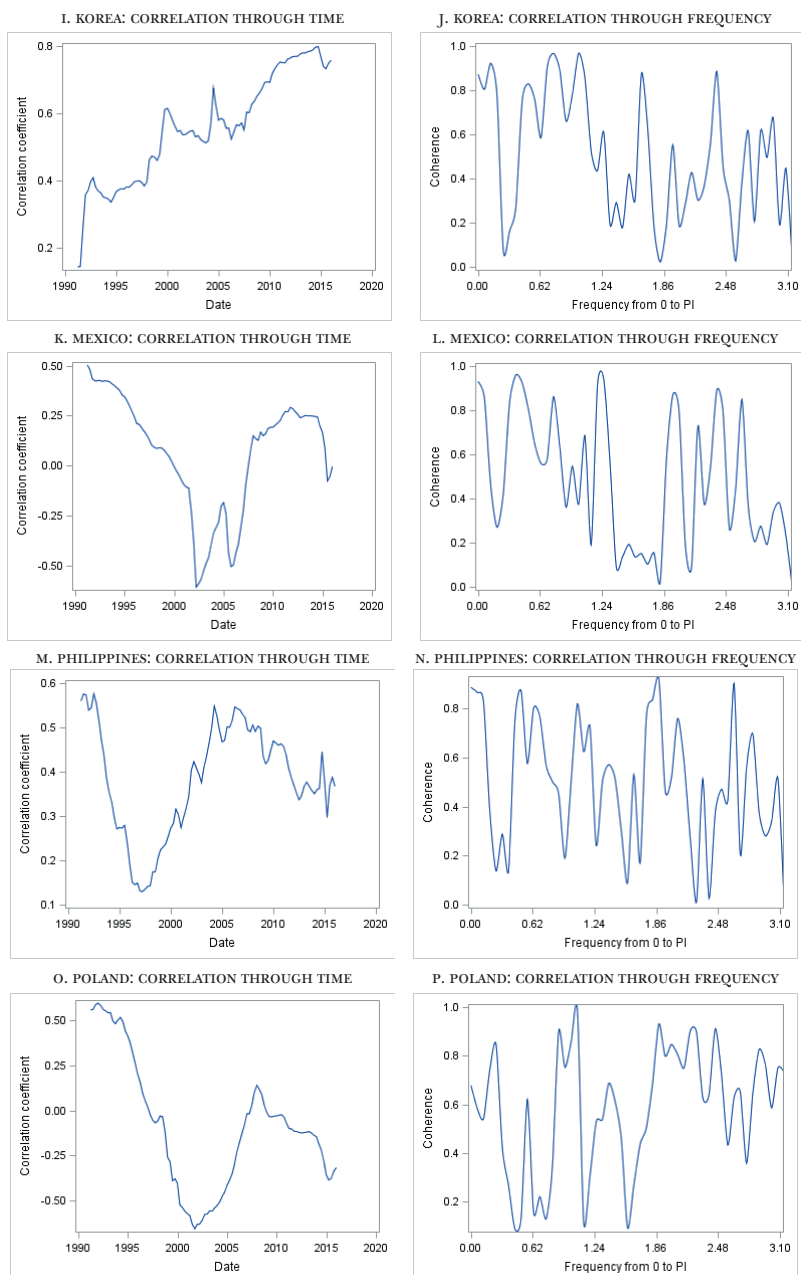 I. KOREA: CORRELATION THROUGH TIME
0.8
0.6
0.4
0.2
Correlation coefficient
1990 1995 2000 2005 2010 2015 2020
Date
J. KOREA: CORRELATION THROUGH FREQUENCY
1.0
0.8
0.6
0.4
0.2
0.0
Coherence
0.00 0.62 1.24 1.86 2.48 3.10
Frequency from 0 to PI
K. MEXICO: CORRELATION THROUGH TIME
0.50
0.25
0.00
-0.25
-0.50
Correlation coefficient
1990 1995 2000 2005 2010 2015 2020
Date
L. MEXICO: CORRELATION THROUGH FREQUENCY
1.0
0.8
0.6
0.4
0.2
0.0
Coherence
0.00 0.62 1.24 1.86 2.48 3.10
Frequency from 0 to PI
M. PHILIPPINES: CORRELATION THROUGH TIME
0.6
0.5
0.4
0.3
0.2
0.1
Correlation coefficient
1990 1995 2000 2005 2010 2015 2020
Date
N. PHILIPPINES: CORRELATION THROUGH FREQUENCY
0.8
0.6
0.4
0.2
0.0
Coherence
0.00 0.62 1.24 1.86 2.48 3.10
Frequency from 0 to PI
O. POLAND: CORRELATION THROUGH TIME
0.50
0.25
0.00
-0.25
-0.50
Correlation coefficient
1990 1995 2000 2005 2010 2015 2020
Date
P. POLAND: CORRELATION THROUGH FREQUENCY
1.0
0.8
0.6
0.4
0.2
Coherence
0.00 0.62 1.24 1.86 2.48 3.10
Frequency from 0 to PI